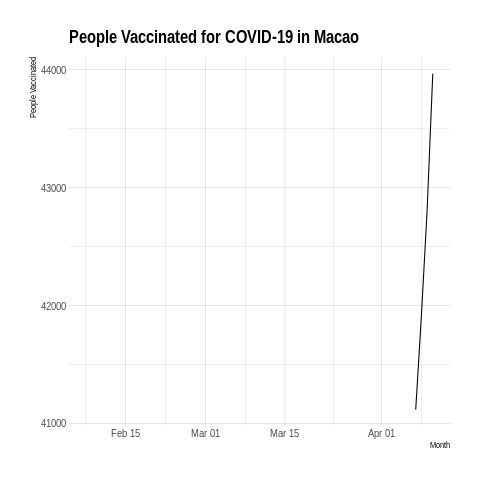 People Vaccinated for COVID-19 in Macao
People Vaccinated
44000
43000
42000
41000
Feb 15 Mar 01 Mar 15 Apr 01
Month